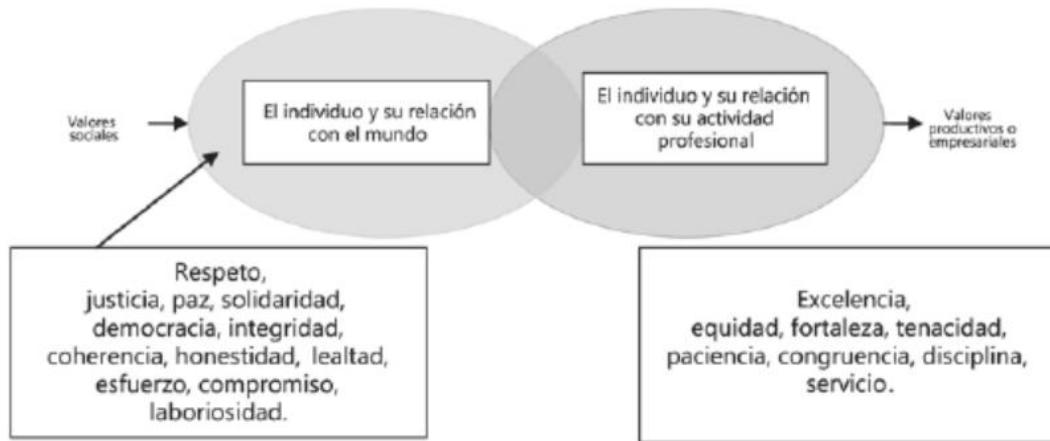 Valores
sociales
El individuo y su relación
con el mundo
El individuo y su relación
con su actividad
profesional
Valores
productivos o
empresariales
Respeto,
justicia, paz, solidaridad,
democracia, integridad,
coherencia, honestidad, lealtad,
esfuerzo, compromiso,
laboriosidad.
Excelencia,
equidad, fortaleza, tenacidad,
paciencia, congruencia, disciplina,
servicio.